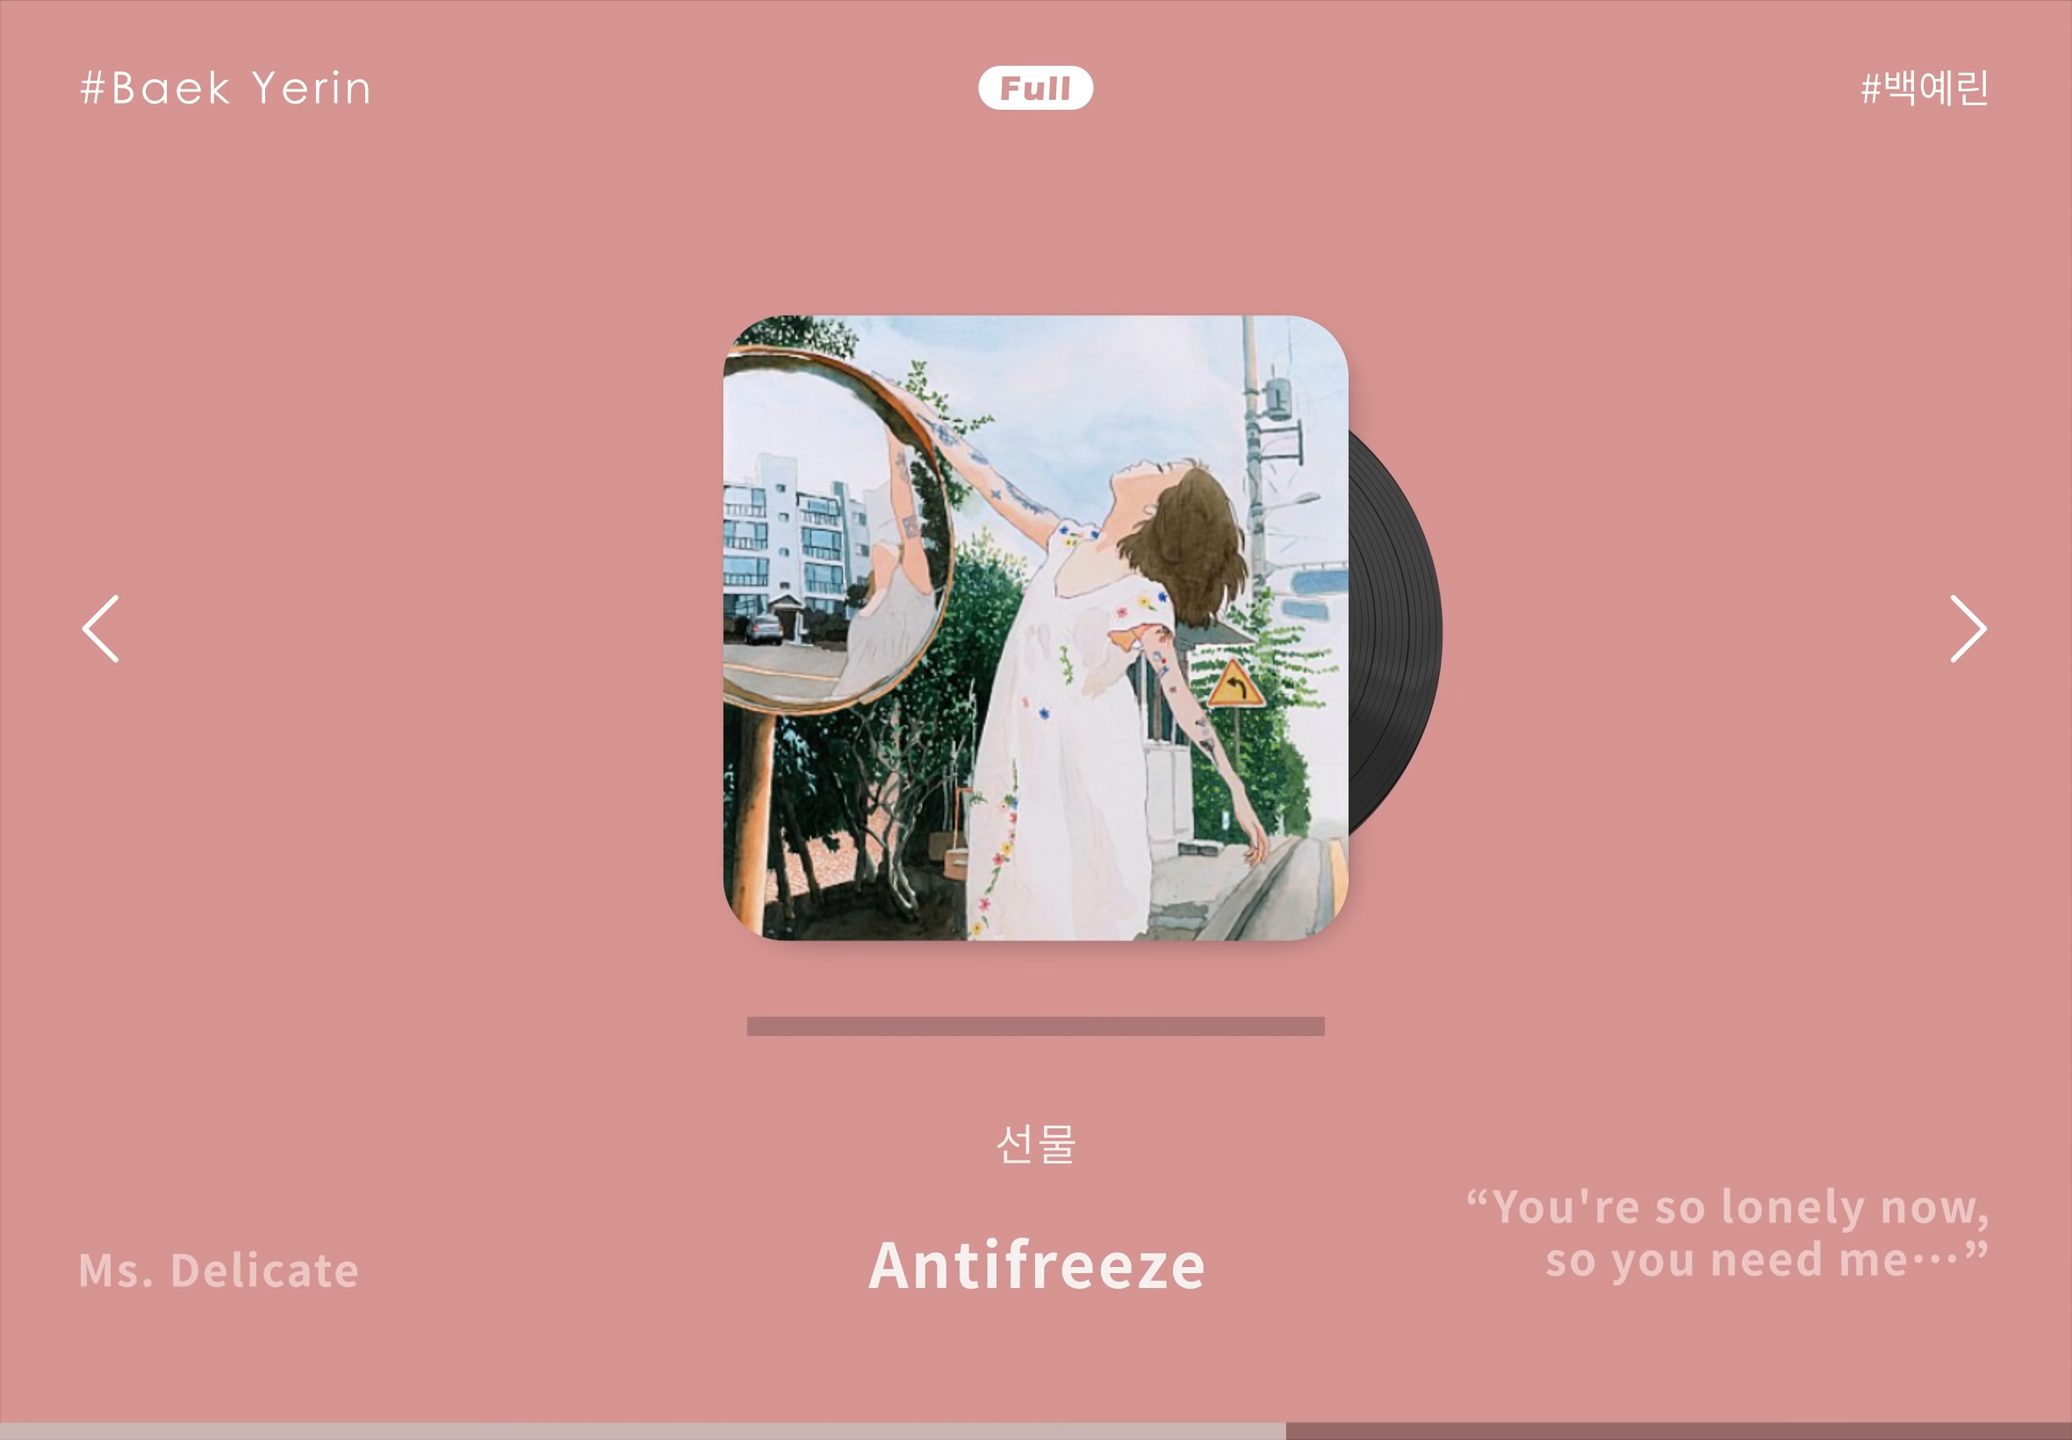 #Baek Yerin
Full
#백예린
선물
Antifreeze
Ms. Delicate
“You're so lonely now,
so you need me⋯”